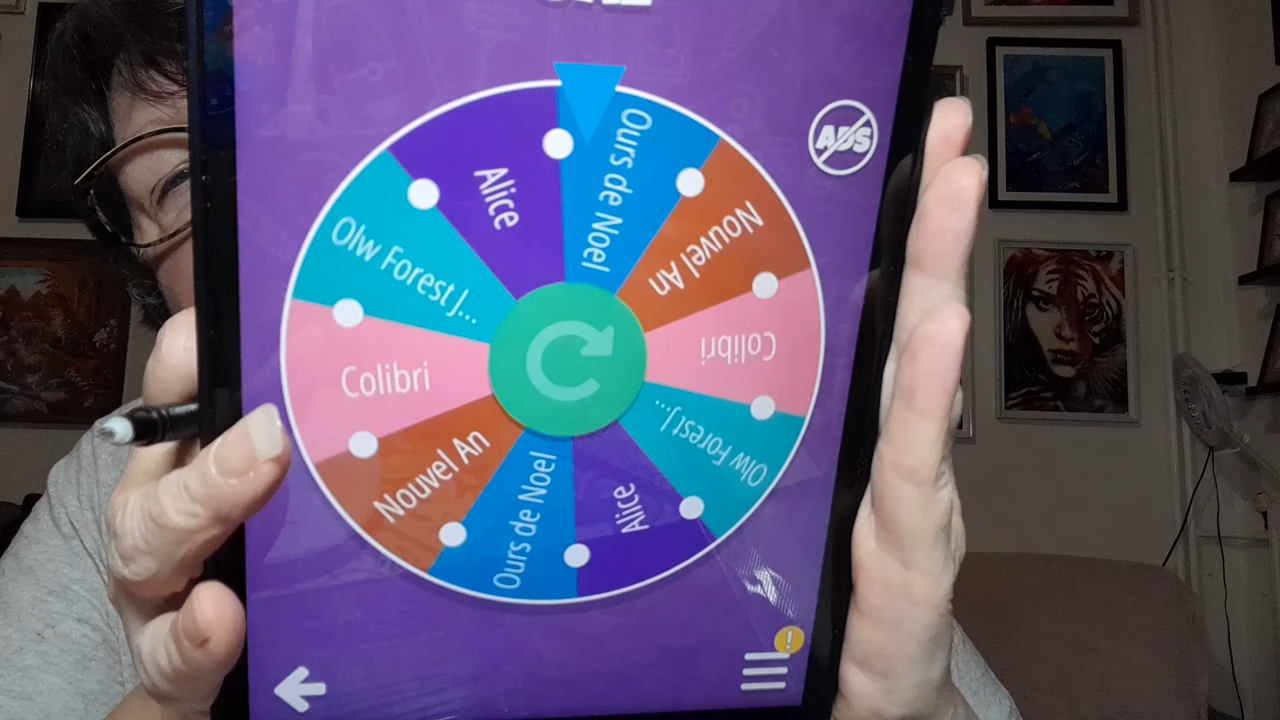 Ours de Noel
Nouvel An
Colibri
Olw Forest J...
Alice
Ours de Noel
Nouvel An
Colibri
Olw Forest J...
Alice
ADS
!